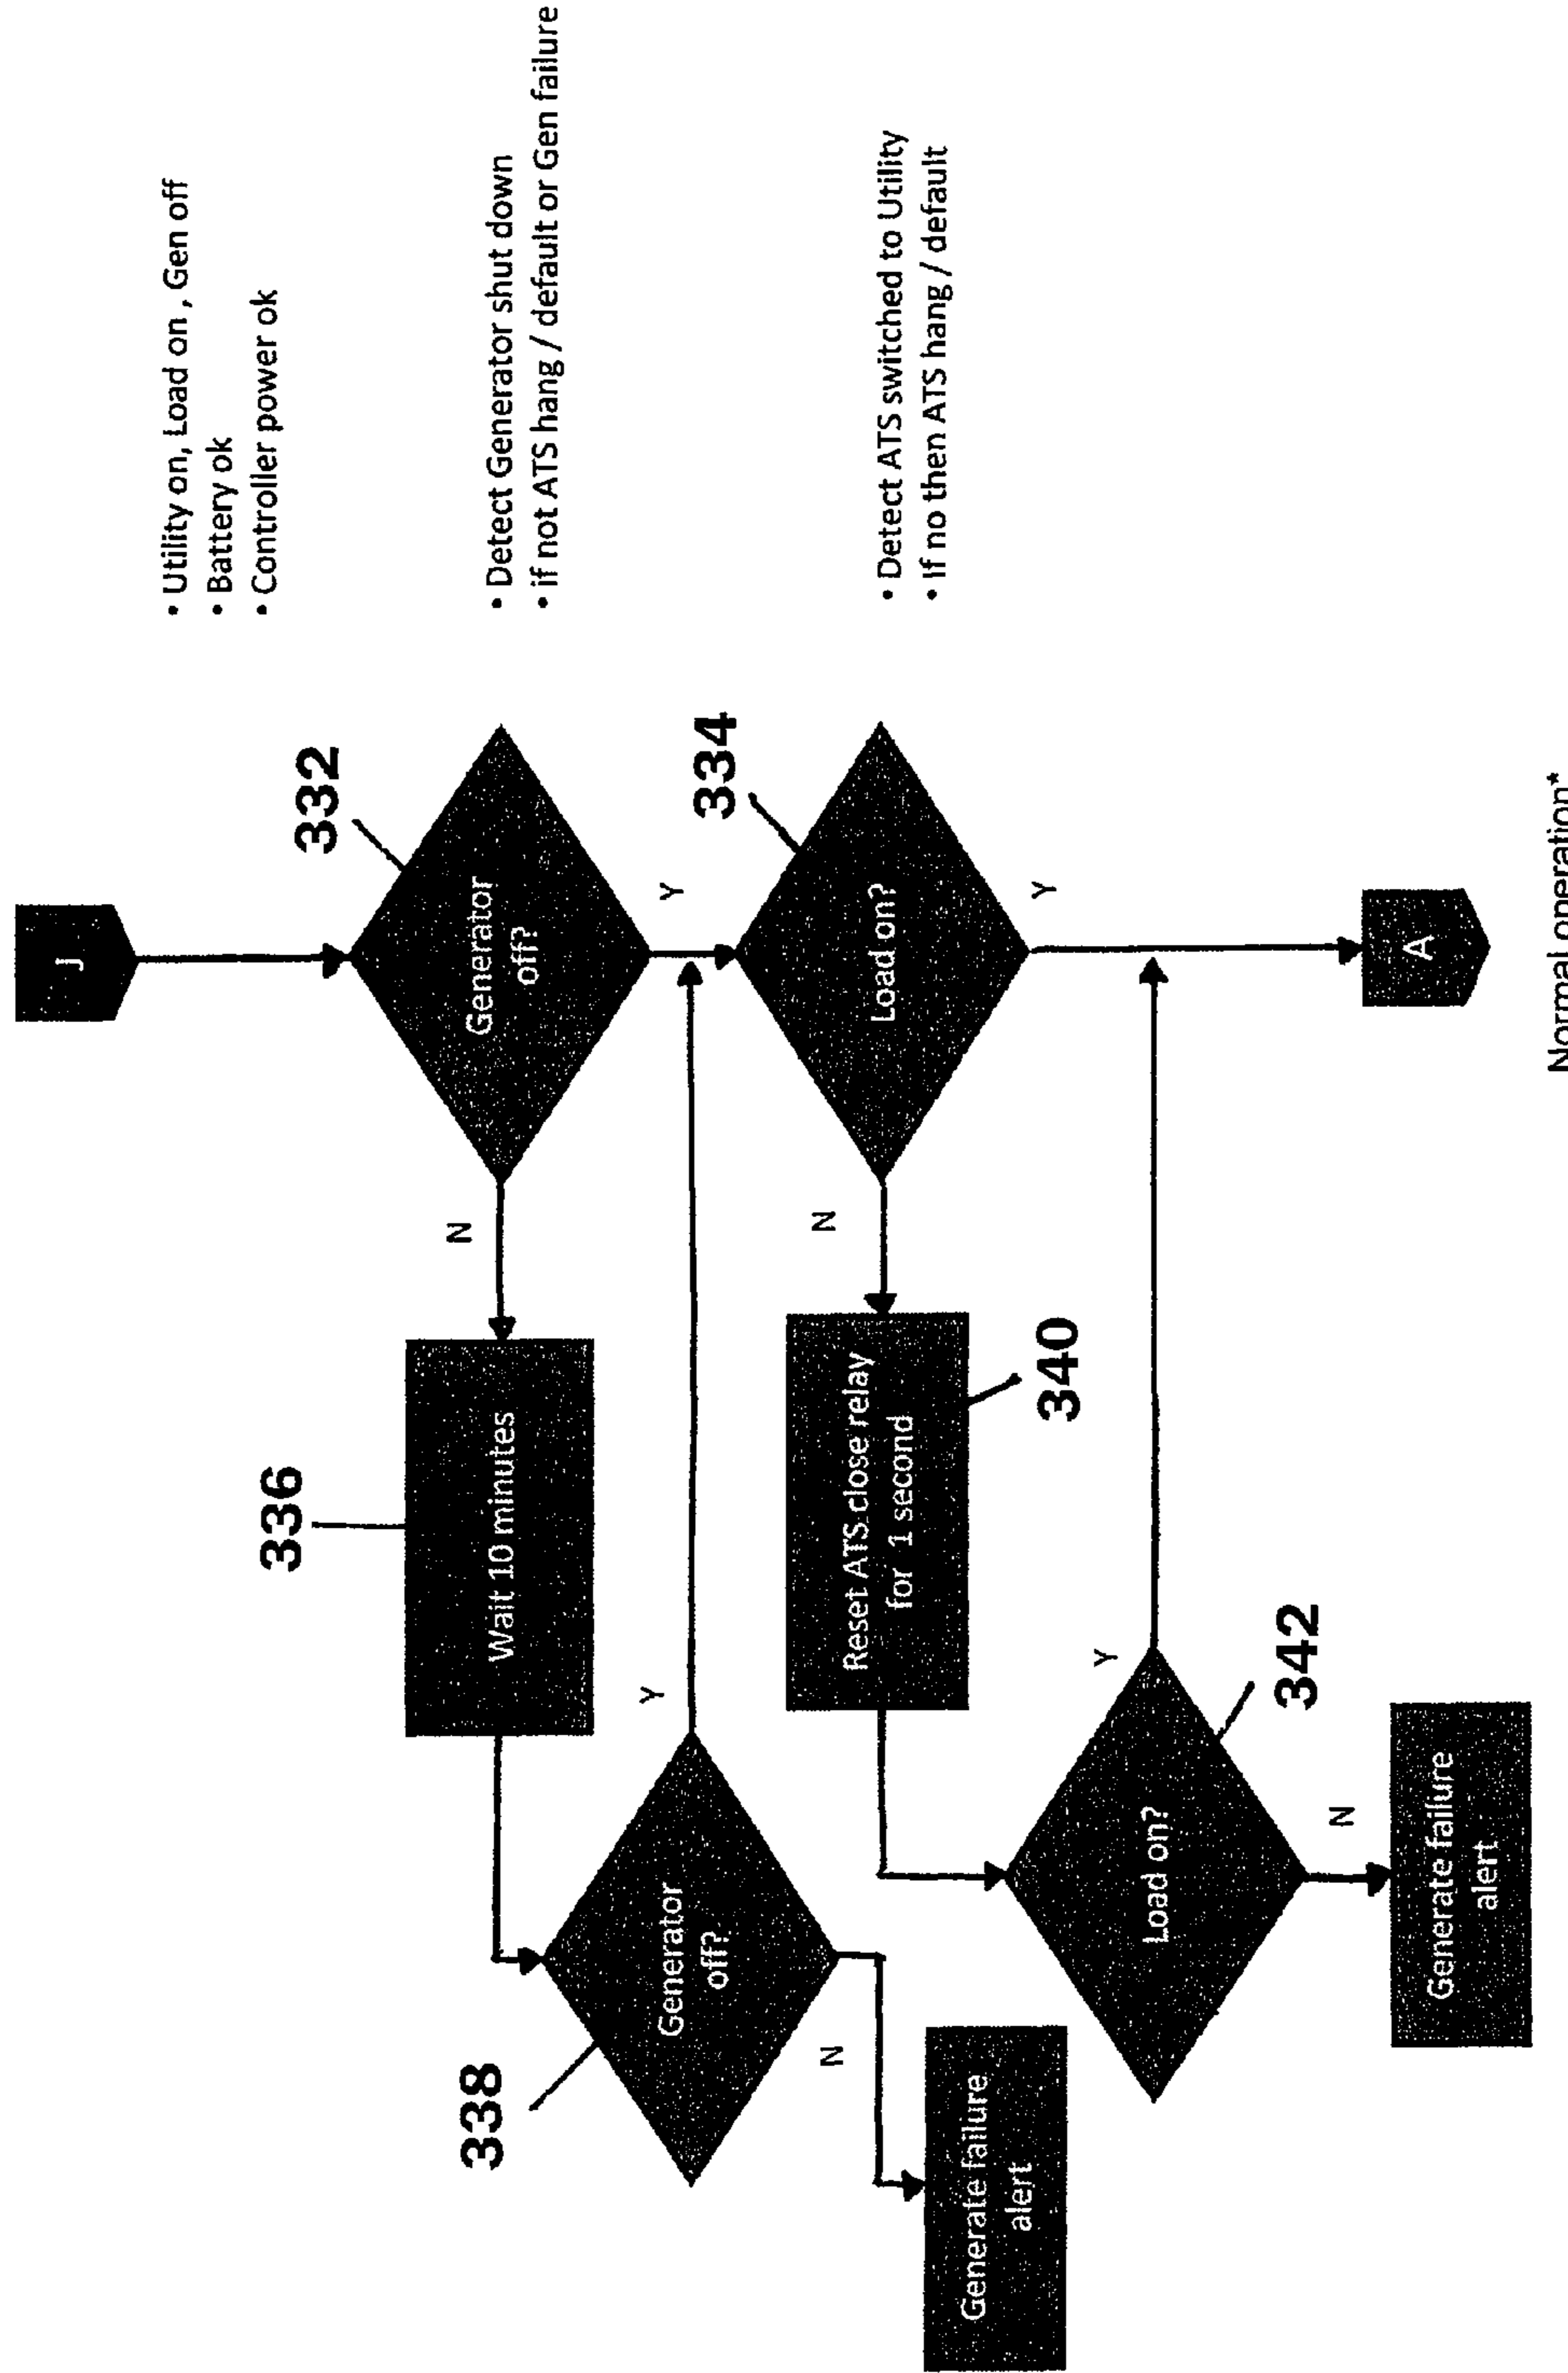 J
• Utility on, Load on , Gen off
• Battery ok
• Controller power ok
332
Generator
off?
N
Y
• Detect Generator shut down
• if not ATS hang / default or Gen failure
336
Wait 10 minutes
338
Generator
off?
Y
N
Generate failure
alert
334
Load on?
N
Y
• Detect ATS switched to Utility
• If no then ATS hang / default
Reset ATS close relay
for 1 second
340
342
Load on?
Y
N
Generate failure
alert
A
Normal operation*